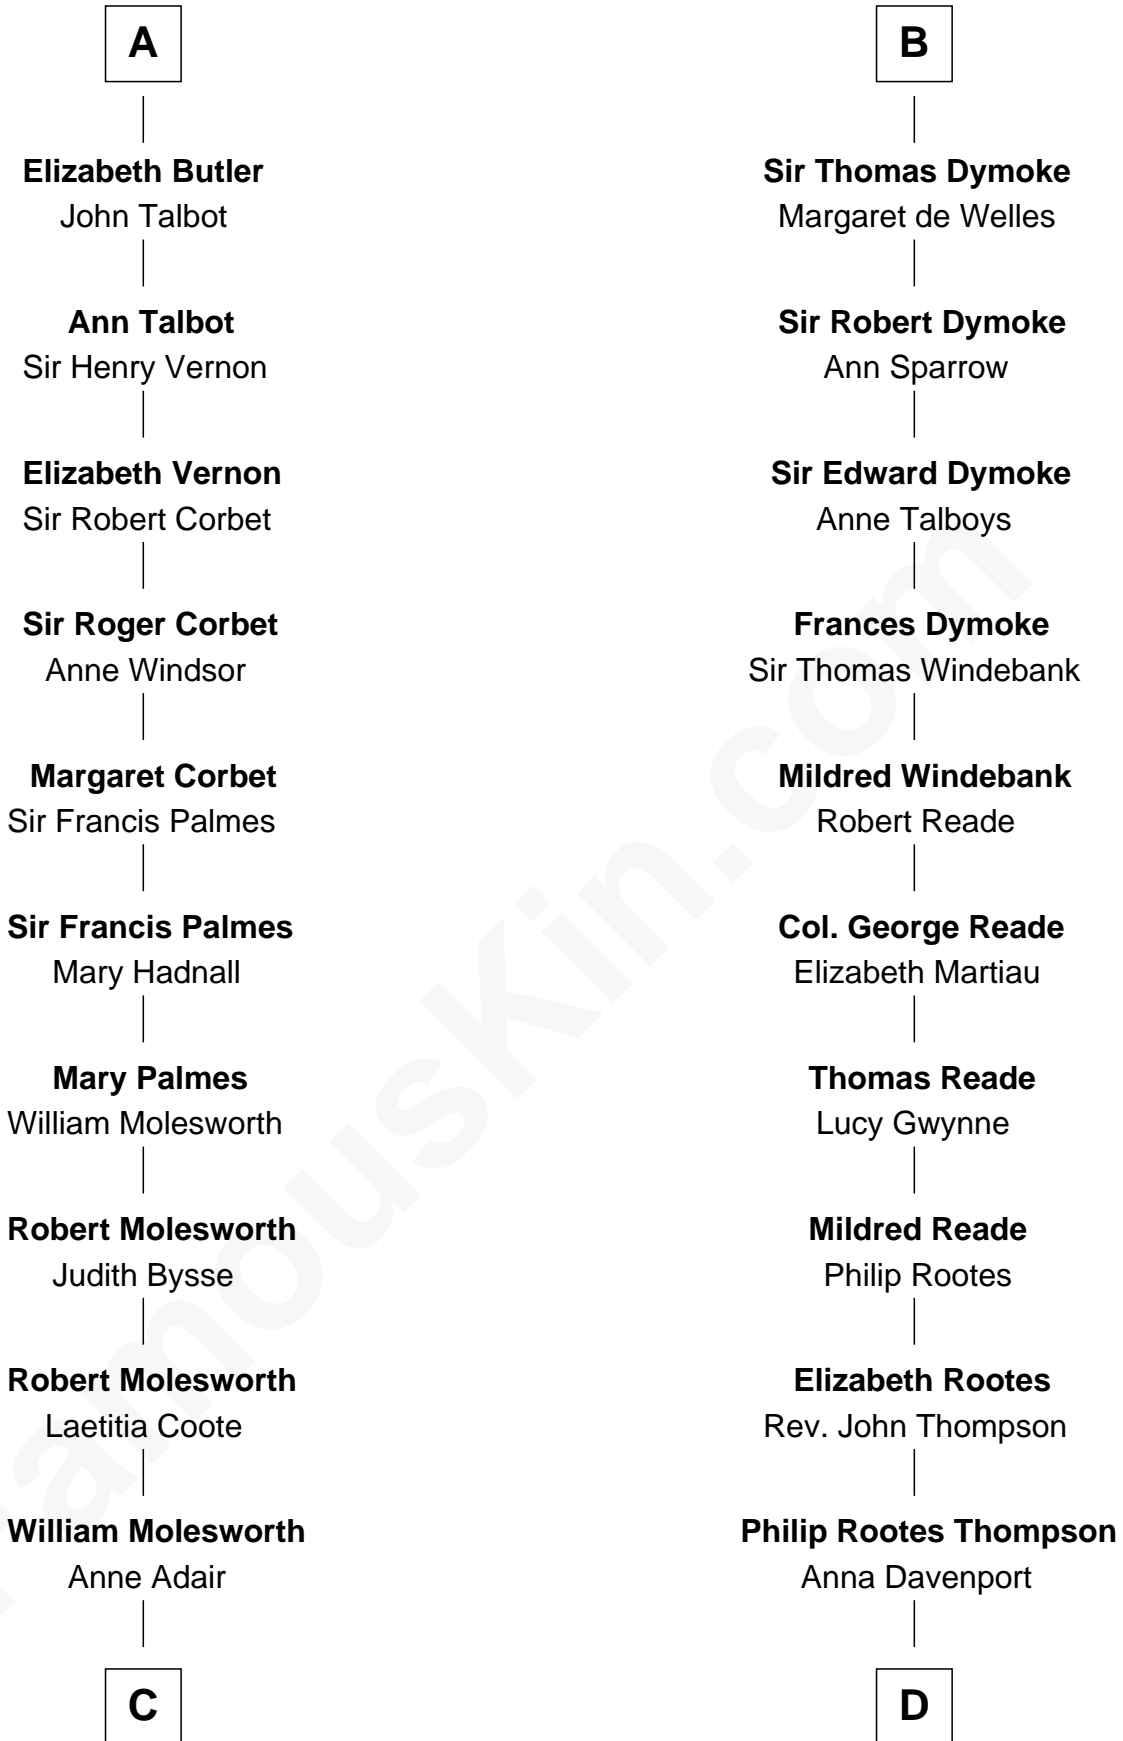 A
Elizabeth Butler
John Talbot
Ann Talbot
Sir Henry Vernon
Elizabeth Vernon
Sir Robert Corbet
Sir Roger Corbet
Anne Windsor
Margaret Corbet
Sir Francis Palmes
Sir Francis Palmes
Mary Hadnall
Mary Palmes
William Molesworth
Robert Molesworth
Judith Bysse
Robert Molesworth
Laetitia Coote
William Molesworth
Anne Adair
C
B
Sir Thomas Dymoke
Margaret de Welles
Sir Robert Dymoke
Ann Sparrow
Sir Edward Dymoke
Anne Talboys
Frances Dymoke
Sir Thomas Windebank
Mildred Windebank
Robert Reade
Col. George Reade
Elizabeth Martiau
Thomas Reade
Lucy Gwynne
Mildred Reade
Philip Rootes
Elizabeth Rootes
Rev. John Thompson
Philip Rootes Thompson
Anna Davenport
D
FamousKin.com